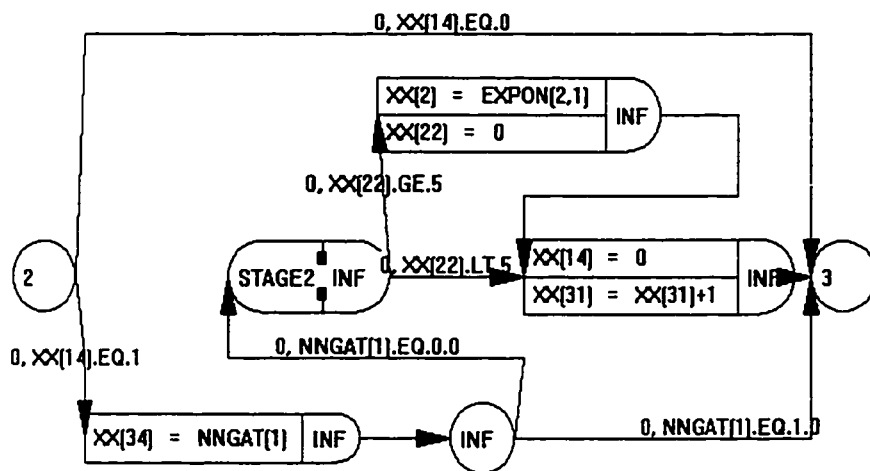 0, XX[14].EQ.0
XX[2] = EXPON[2,1]
INF
XX[22] = 0
0, XX[22].GE.5
2
STAGE2
INF
0, XX[22].LT.5
XX[14] = 0
XX[31] = XX[31]+1
INF
3
0, XX[14].EQ.1
0, NNGAT[1].EQ.0.0
XX[34] = NNGAT[1]
INF
INF
0, NNGAT[1].EQ.1.0